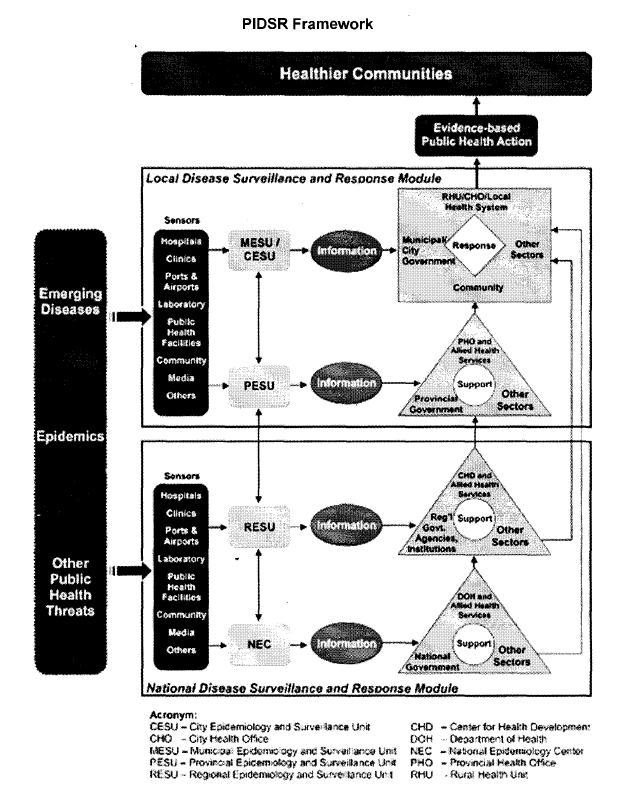 PIDSR Framework
Healthier Communities
Evidence-based
Public Health Action
Local Disease Surveillance and Response Module
Emerging
Diseases
Epidemics
Other
Public
Health
Threats
Sensors
Hospitals
Clinics
Ports &
Airports
Laboratory
Public
Health
Facilities
Community
Media
Others
MESU /
CESU
Information
PESU
Information
RHU/CHO/Local
Health System
Municipal/
City
Government
Response
Other
Sectors
Community
PHO and
Allied Health
Services
Support
Provincial
Government
Other
Sectors
Sensors
Hospitals
Clinics
Ports &
Airports
Laboratory
Public
Health
Facilities
Community
Media
Others
RESU
Information
NEC
Information
CHD and
Allied Health
Services
Reg'l
Govt.
Agencies,
Institutions
Support
Other
Sectors
DOH and
Allied Health
Services
Support
National
Government
Other
Sectors
National Disease Surveillance and Response Module
Acronym:
CESU – City Epidemiology and Surveillance Unit
CHO – City Health Office
MESU – Municipal Epidemiology and Surveillance Unit
PESU – Provincial Epidemiology and Surveillance Unit
RESU – Regional Epidemiology and Surveillance Unit
CHD – Center for Health Development
DOH – Department of Health
NEC – National Epidemiology Center
PHO – Provincial Health Office
RHU – Rural Health Unit